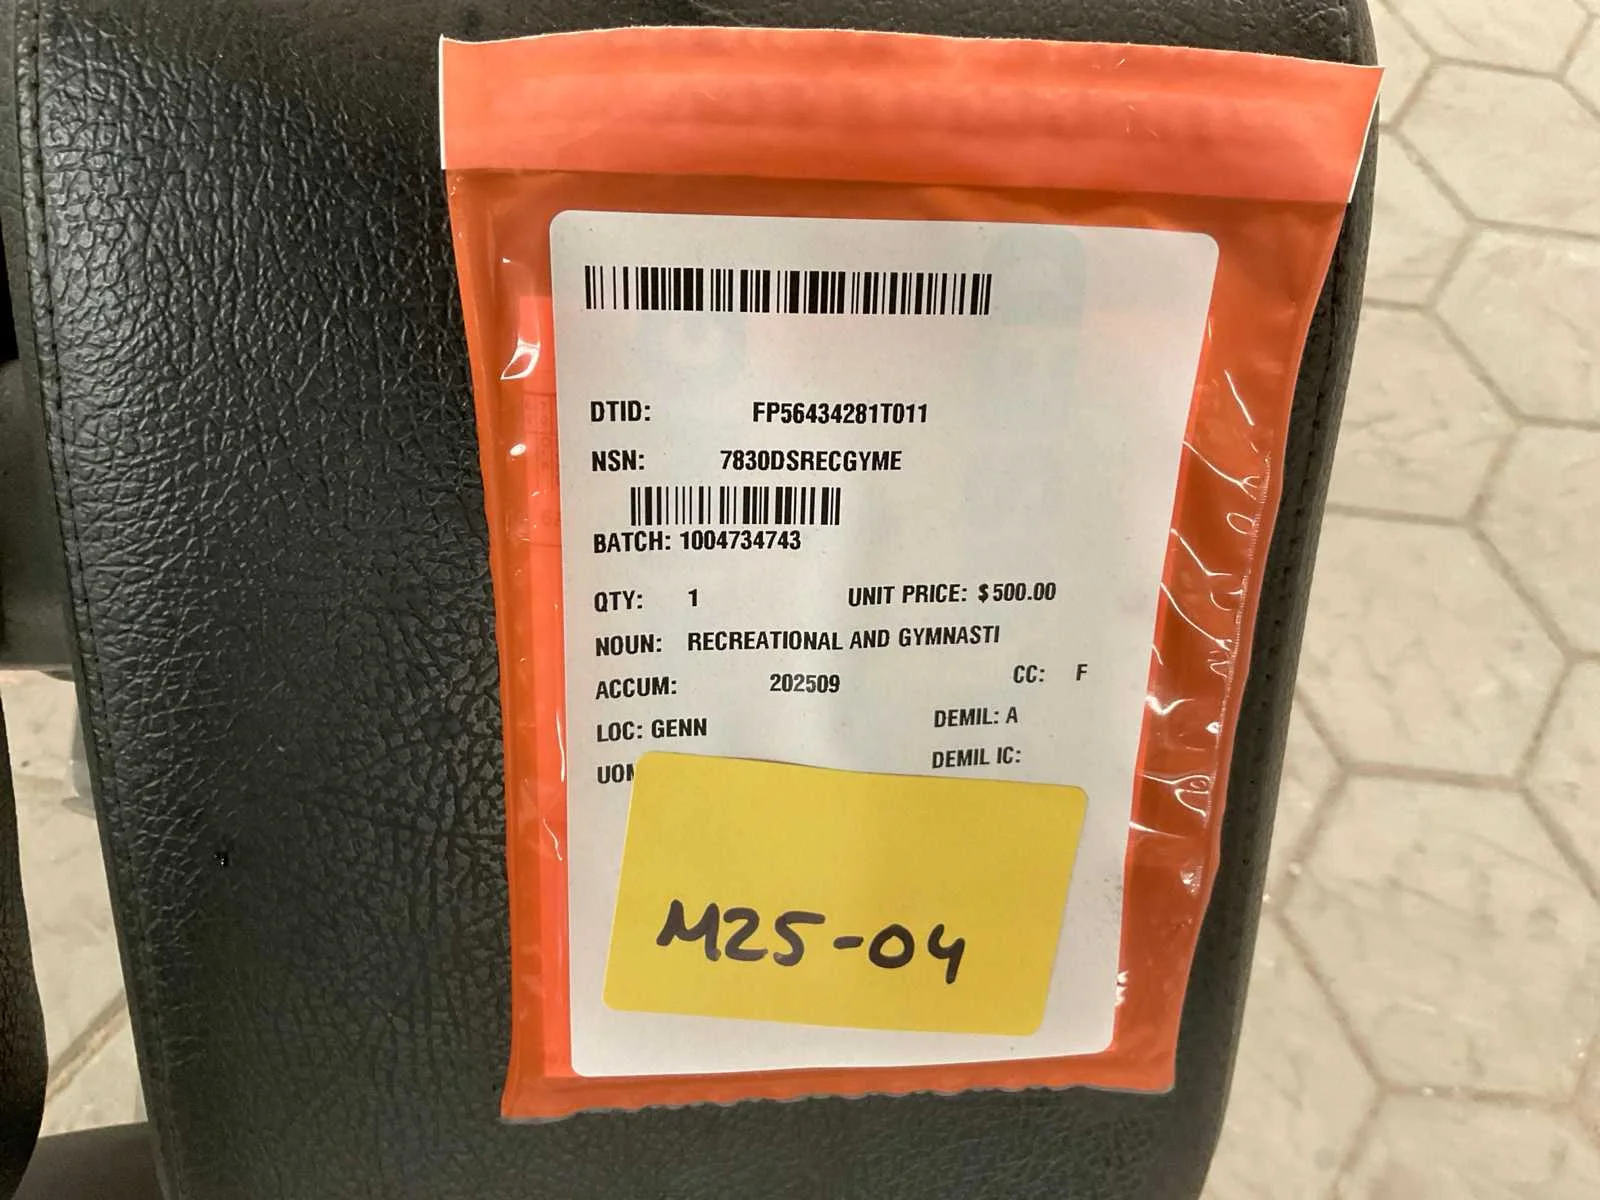 DTID: FP56434281T011
NSN: 7830DSRECGYME
BATCH: 1004734743
QTY: 1 UNIT PRICE: $500.00
NOUN: RECREATIONAL AND GYMNASTI
ACCUM: 202509 CC: F
LOC: GENN DEMIL: A
DEMIL IC:
M25-04